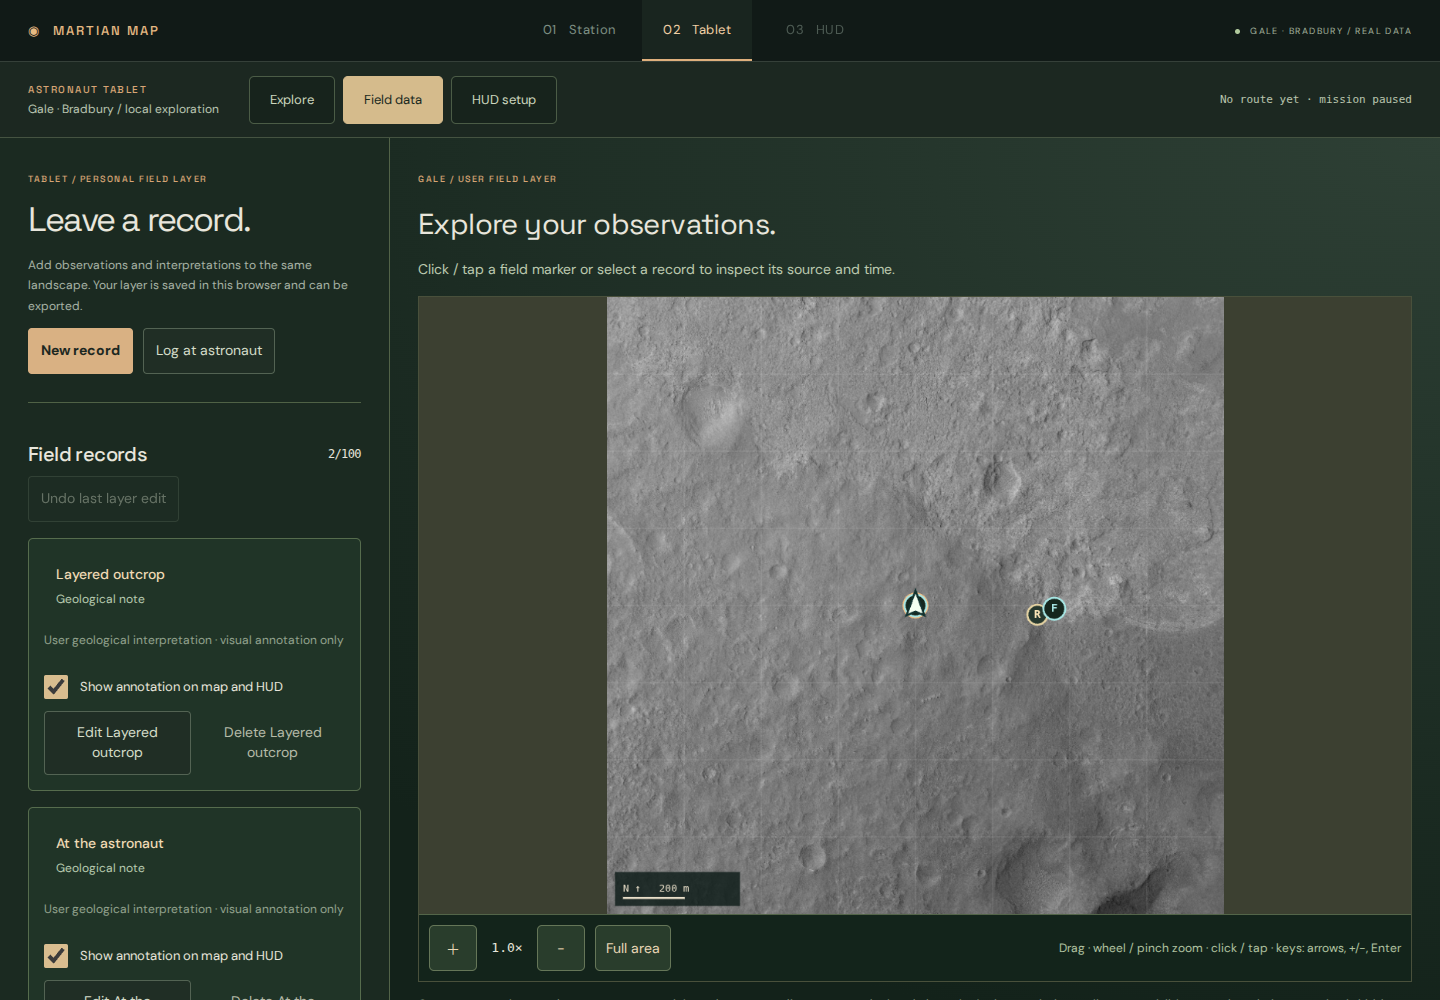 ◉ MARTIAN MAP
01 Station
02 Tablet
03 HUD
● GALE · BRADBURY / REAL DATA
ASTRONAUT TABLET
Gale · Bradbury / local exploration
Explore
Field data
HUD setup
No route yet · mission paused
TABLET / PERSONAL FIELD LAYER
Leave a record.
Add observations and interpretations to the same
landscape. Your layer is saved in this browser and can be
exported.
New record
Log at astronaut
Field records
2/100
Undo last layer edit
Layered outcrop
Geological note
User geological interpretation · visual annotation only
Show annotation on map and HUD
Edit Layered
outcrop
Delete Layered
outcrop
At the astronaut
Geological note
User geological interpretation · visual annotation only
Show annotation on map and HUD
Edit At the
Delete At the
GALE / USER FIELD LAYER
Explore your observations.
Click / tap a field marker or select a record to inspect its source and time.
R
F
N ↑ 200 m
+
1.0×
-
Full area
Drag · wheel / pinch zoom · click / tap · keys: arrows, +/-, Enter